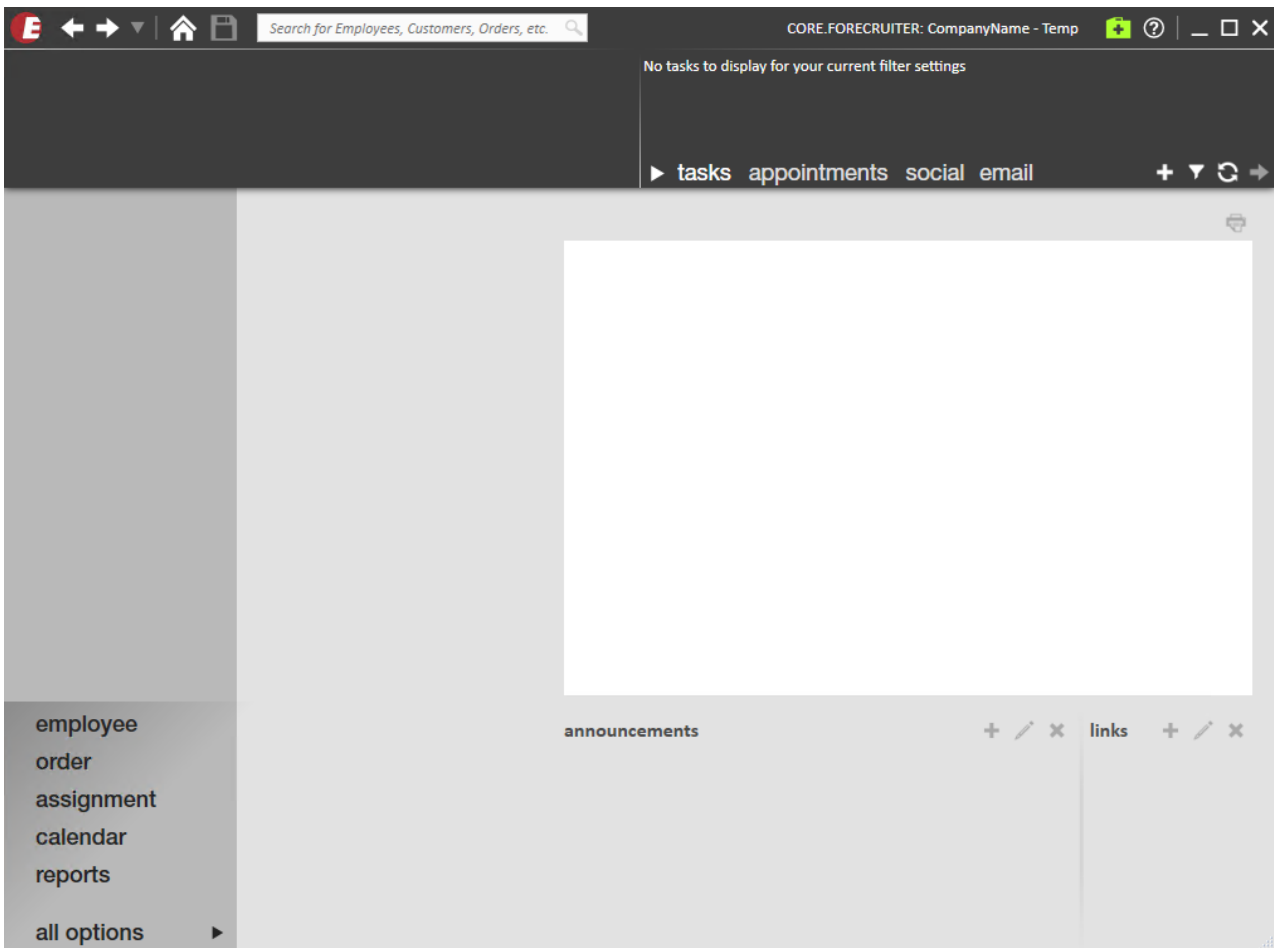 E
Search for Employees, Customers, Orders, etc.
CORE.FORECRUITER: CompanyName - Temp
No tasks to display for your current filter settings
tasks appointments social email
employee
order
assignment
calendar
reports
all options
announcements
links